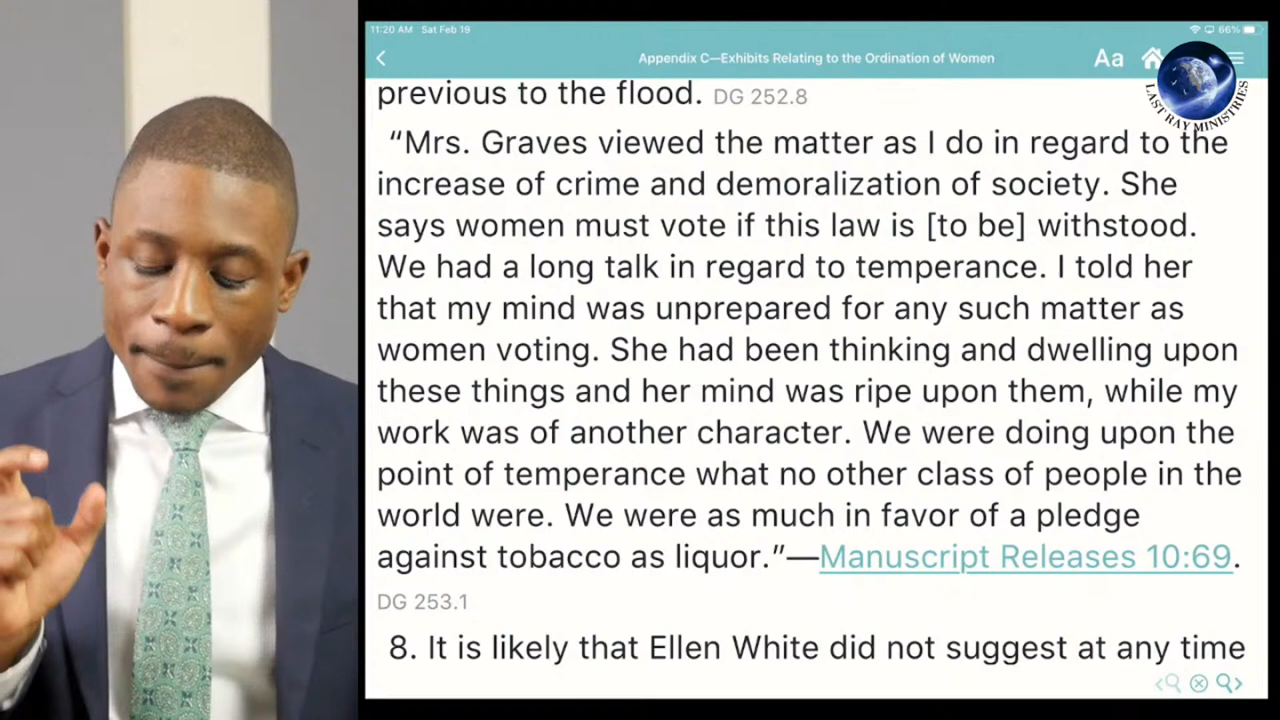 11:20 AM Sat Feb 19
66%
Appendix C—Exhibits Relating to the Ordination of Women
Aa
LAST RAY MINISTRIES
previous to the flood. DG 252.8
“Mrs. Graves viewed the matter as I do in regard to the
increase of crime and demoralization of society. She
says women must vote if this law is [to be] withstood.
We had a long talk in regard to temperance. I told her
that my mind was unprepared for any such matter as
women voting. She had been thinking and dwelling upon
these things and her mind was ripe upon them, while my
work was of another character. We were doing upon the
point of temperance what no other class of people in the
world were. We were as much in favor of a pledge
against tobacco as liquor.”—Manuscript Releases 10:69.
DG 253.1
8. It is likely that Ellen White did not suggest at any time